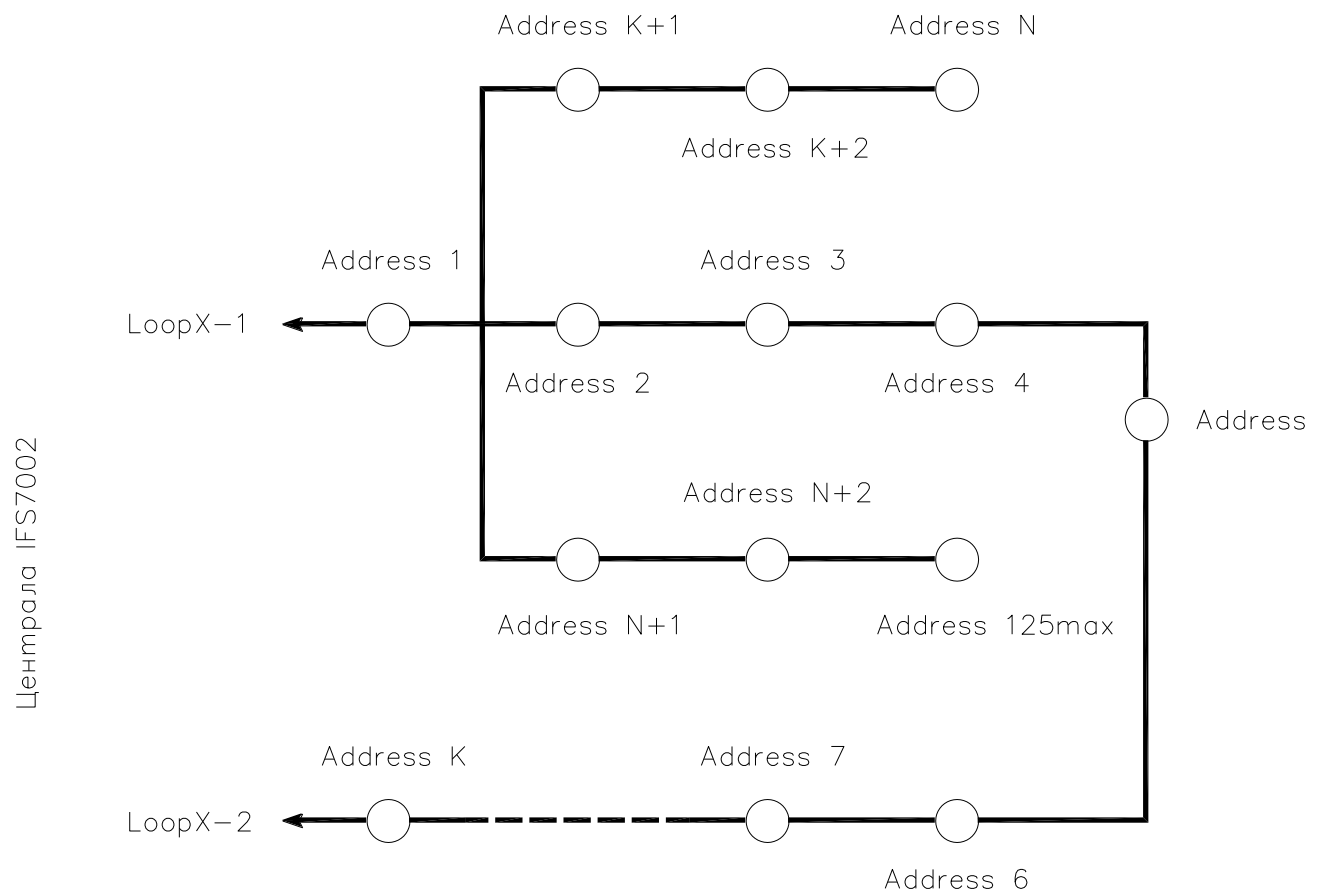 Address K+1
Address N
Address K+2
Address 1
Address 3
LoopX-1
Address 2
Address 4
Address
Централа IFS7002
Address N+2
Address N+1
Address 125max
Address K
Address 7
LoopX-2
Address 6